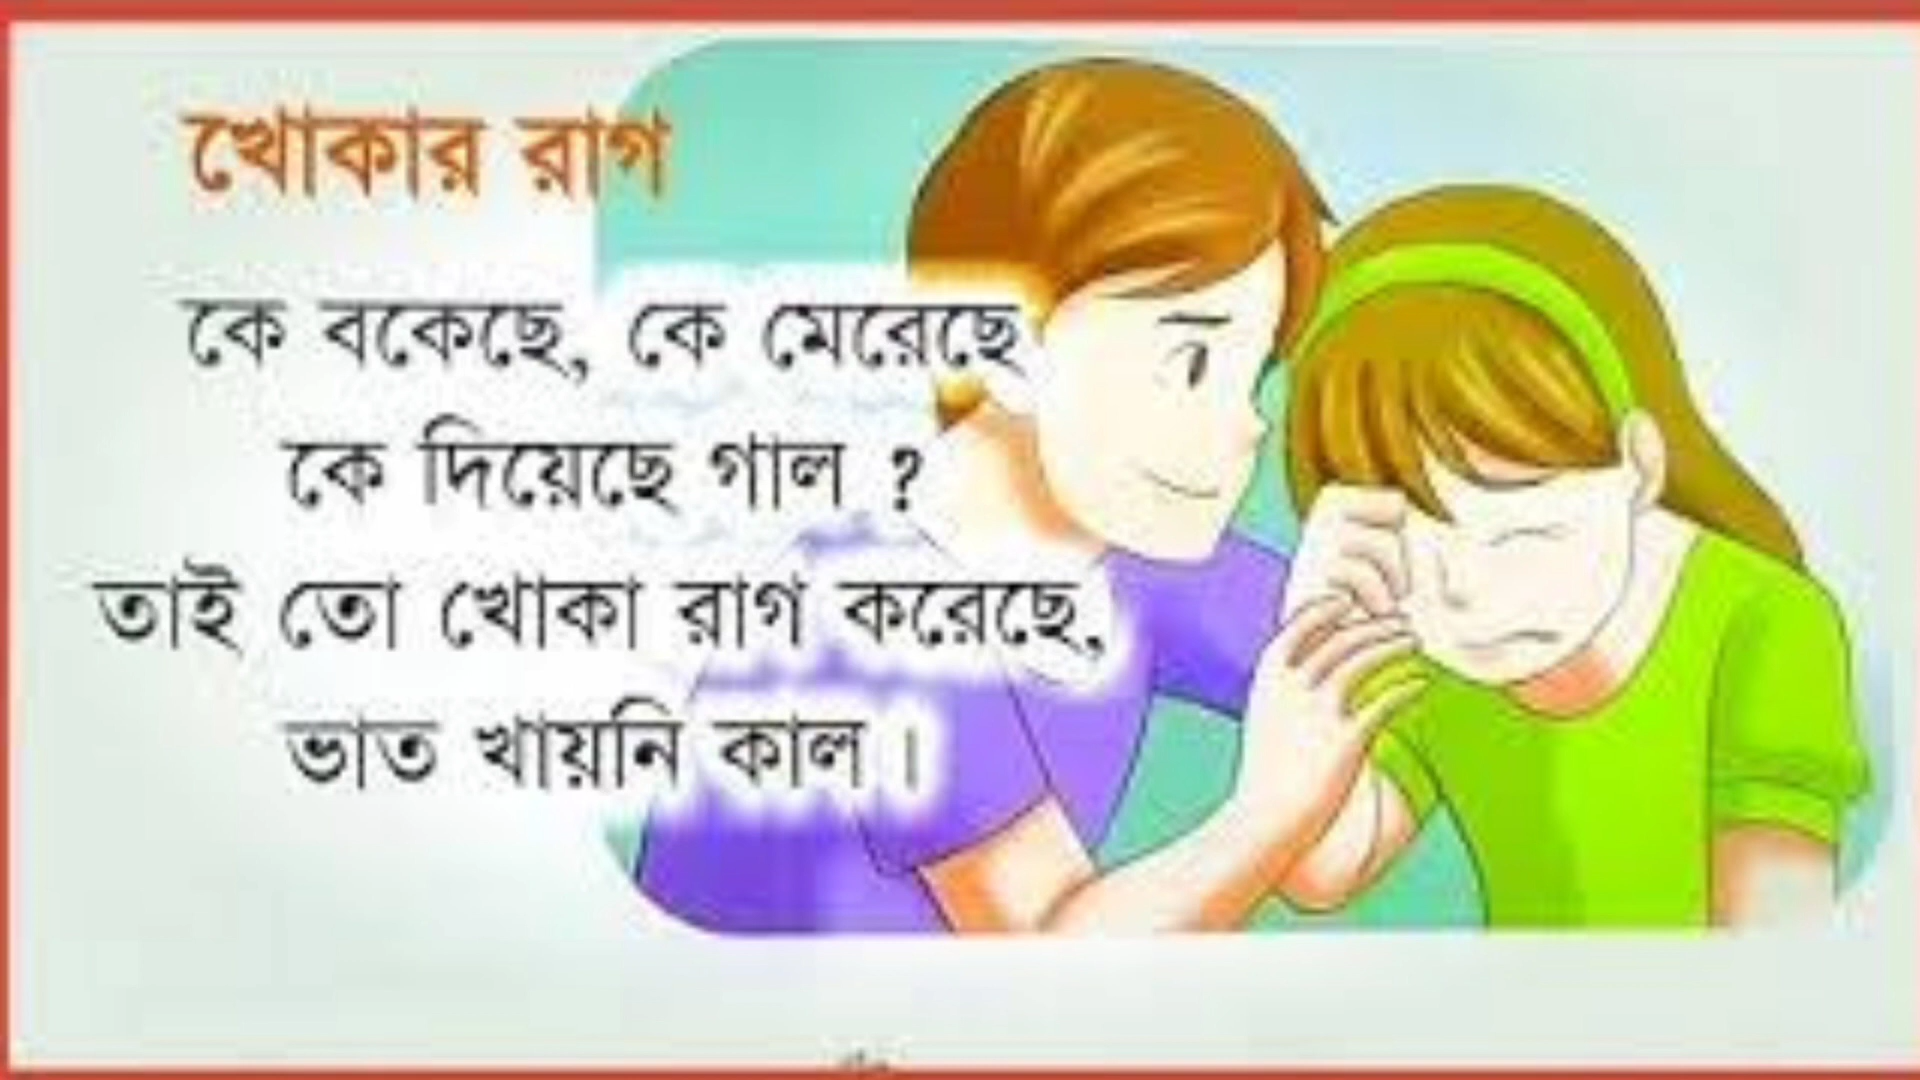 খোকার রাগ
কে বকেছে, কে মেরেছে
কে দিয়েছে গাল ?
তাই তো খোকা রাগ করেছে,
ভাত খায়নি কাল ।